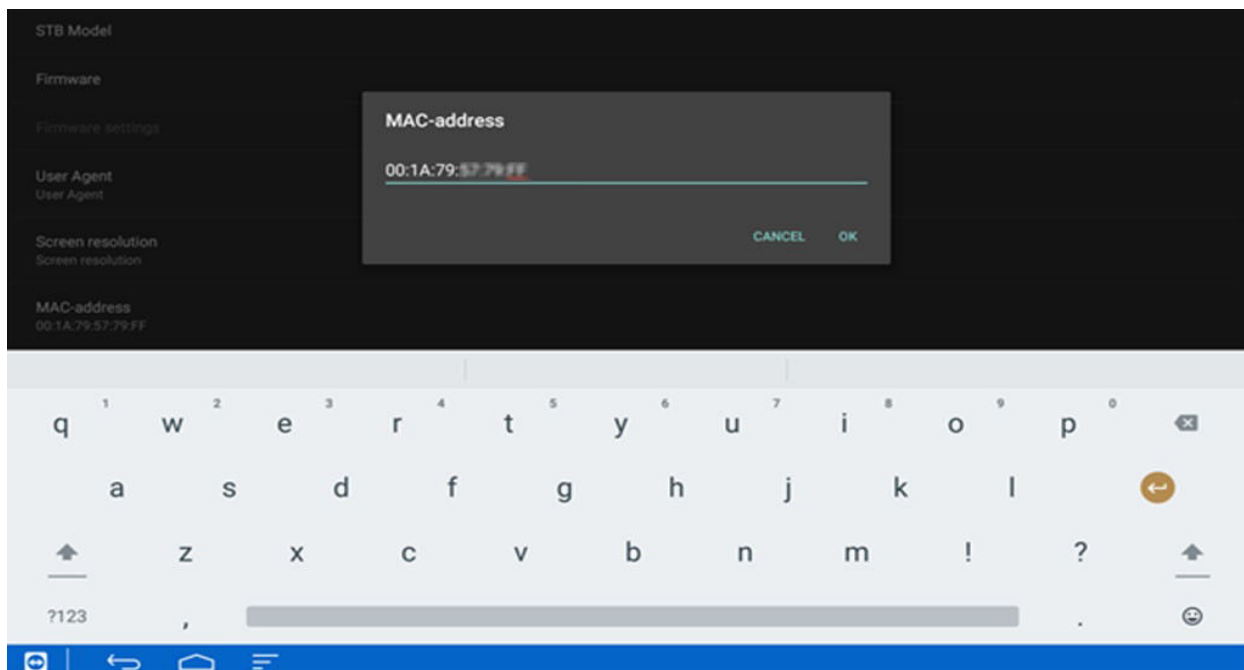 STB Model
Firmware
Firmware settings
User Agent
User Agent
Screen resolution
Screen resolution
MAC-address
00:1A:79:57:79:FF
MAC-address
00:1A:79:
CANCEL OK
1 2 3 4 5 6 7 8 9 0
q w e r t y u i o p
a s d f g h j k l
z x c v b n m ! ?
?123 , .